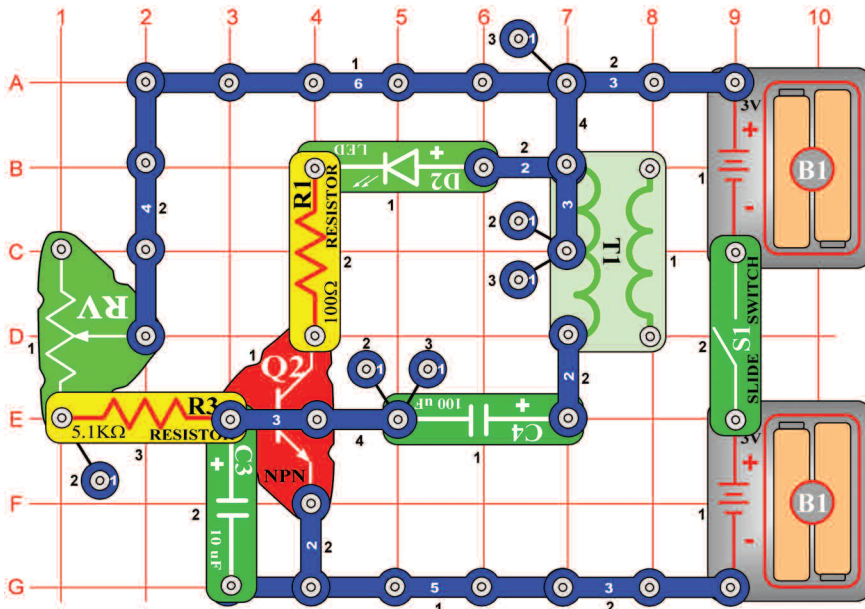 1 2 3 4 5 6 7 8 9 10
3 1
A 1 6 2 3 3V
+
4
B LED + D2 2 2 1 B1
R1 RESISTOR 1 3 -
4 2 2 1
C T1
100Ω 2 3 1 1
RV
D 1 Q2 2 3 S1 SLIDE SWITCH 2
1 1 1 2 2
R3 100 uF +
E 5.1KΩ RESISTOR 3 4 C4
3 C3 1 3V
2 1 + NPN +
F 2 1 B1
10 uF 2 2 -
G 5 3
1 2